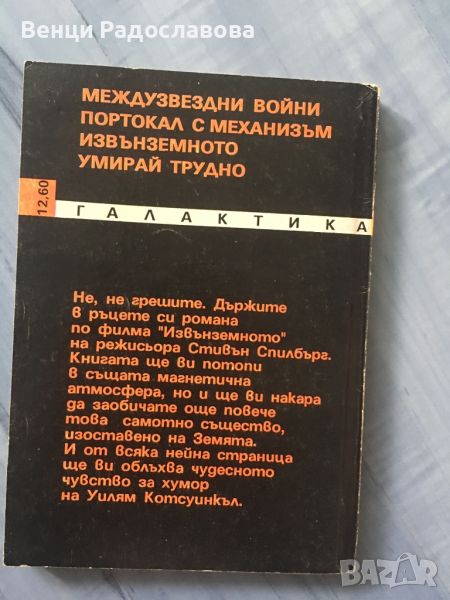 Венци Радославова
МЕЖДУЗВЕЗДНИ ВОЙНИ
ПОРТОКАЛ С МЕХАНИЗЪМ
ИЗВЪНЗЕМНОТО
УМИРАЙ ТРУДНО
12.60
ГАЛАКТИКА
Не, не грешите. Държите
в ръцете си романа
по филма "Извънземното"
на режисьора Стивън Спилбърг.
Книгата ще ви потопи
в същата магнетична
атмосфера, но и ще ви накара
да заобичате още повече
това самотно същество,
изоставено на Земята.
И от всяка нейна страница
ще ви облъхва чудесното
чувство за хумор
на Уилям Котсуинкъл.
BAZAR